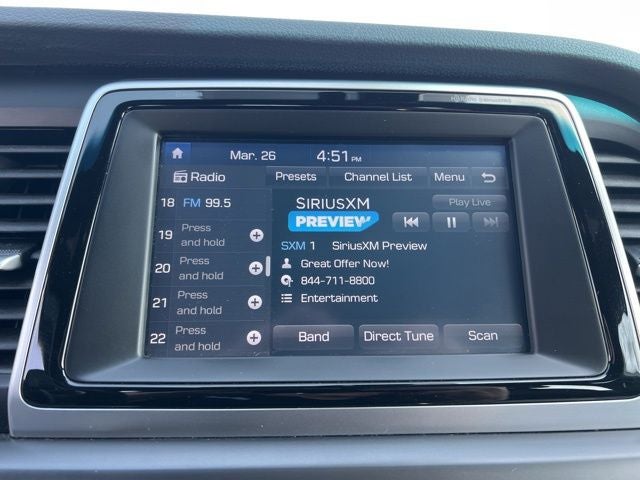 Mar. 26 4:51 PM
Radio Presets Channel List Menu
18 FM 99.5
19 Press and hold
20 Press and hold
21 Press and hold
22 Press and hold
SIRIUSXM
PREVIEW
Play Live
SXM 1 SiriusXM Preview
Great Offer Now!
844-711-8800
Entertainment
Band Direct Tune Scan